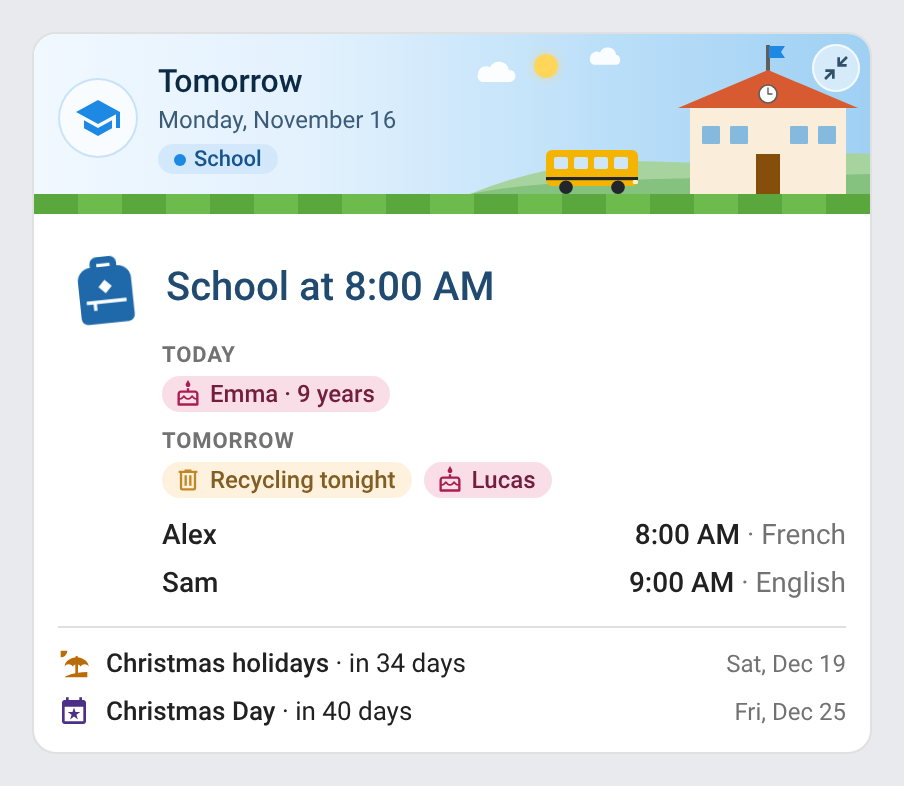 Tomorrow
Monday, November 16
School
School at 8:00 AM
TODAY
Emma · 9 years
TOMORROW
Recycling tonight Lucas
Alex 8:00 AM · French
Sam 9:00 AM · English
Christmas holidays · in 34 days Sat, Dec 19
Christmas Day · in 40 days Fri, Dec 25